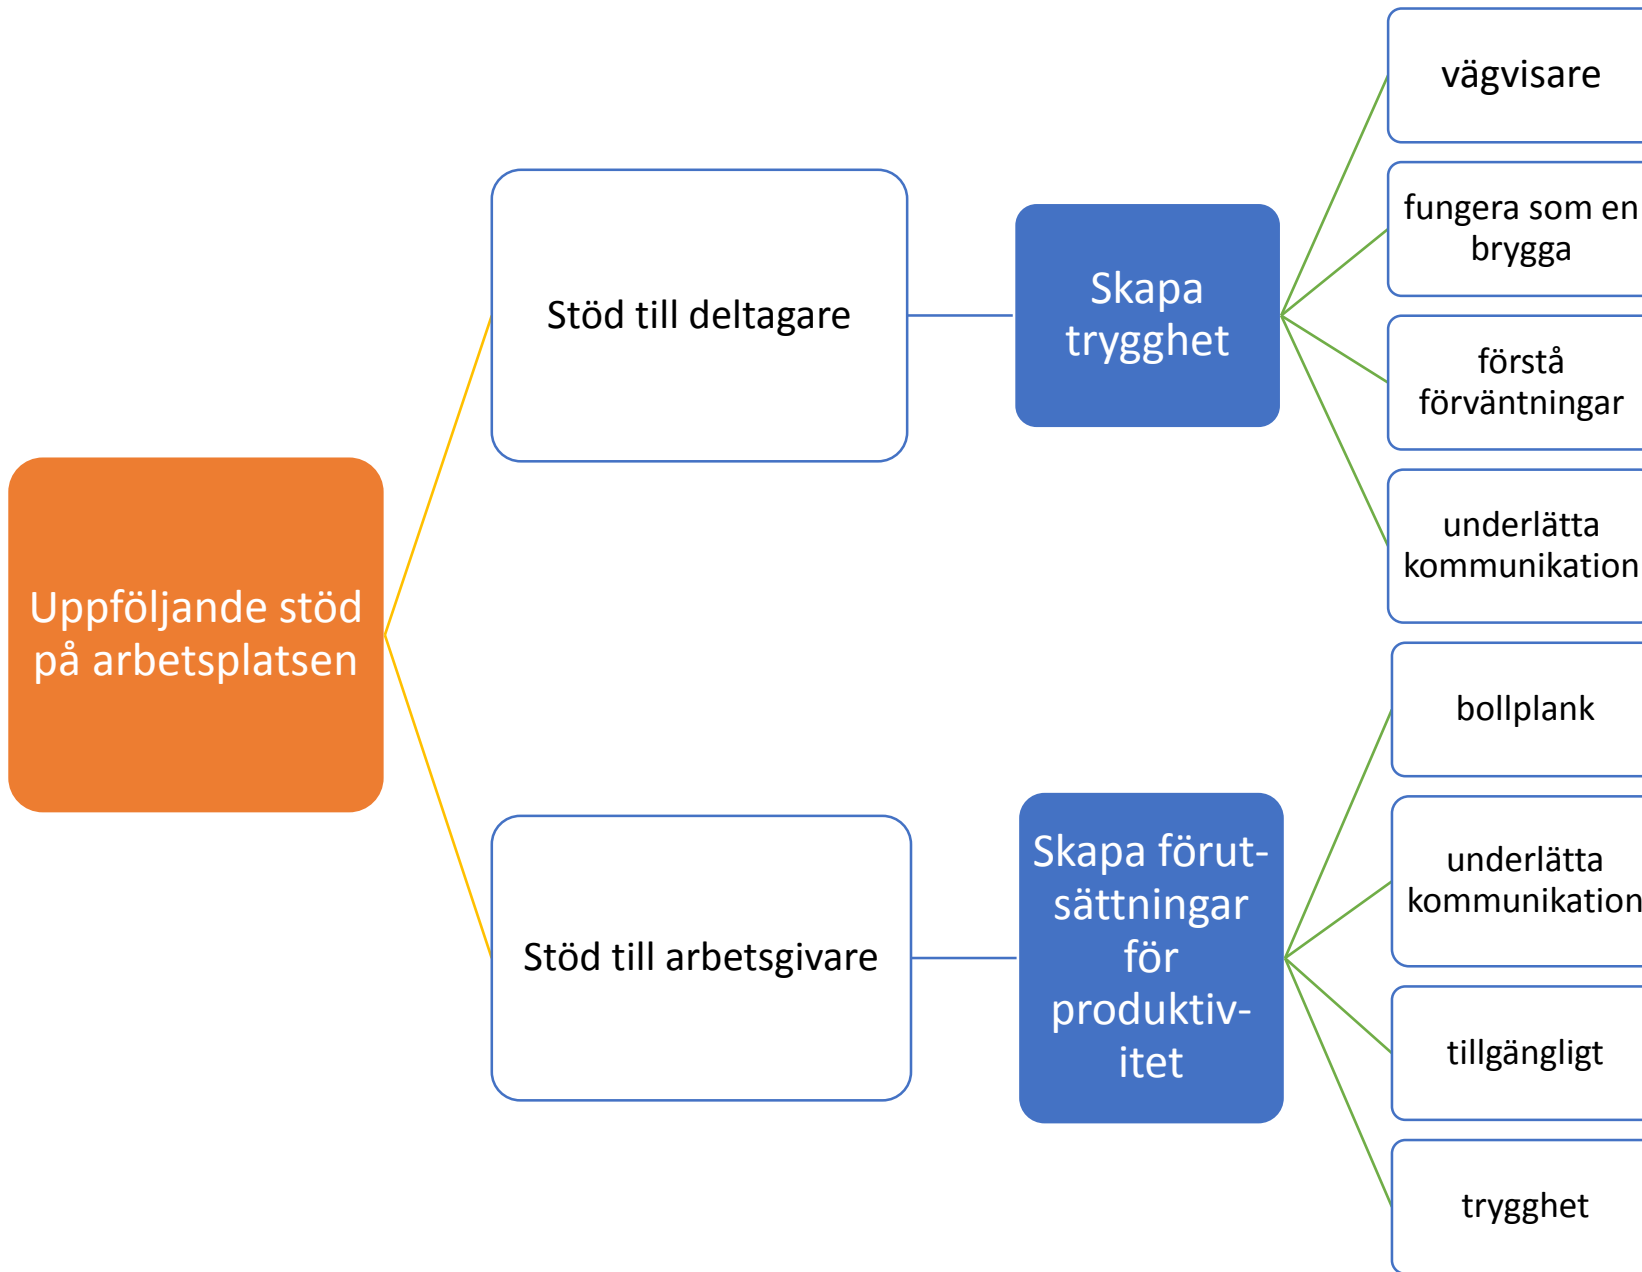 Uppföljande stöd
på arbetsplatsen
Stöd till deltagare
Skapa
trygghet
vägvisare
fungera som en
brygga
förstå
förväntningar
underlätta
kommunikation
Stöd till arbetsgivare
Skapa förut-
sättningar
för
produktiv-
itet
bollplank
underlätta
kommunikation
tillgängligt
trygghet